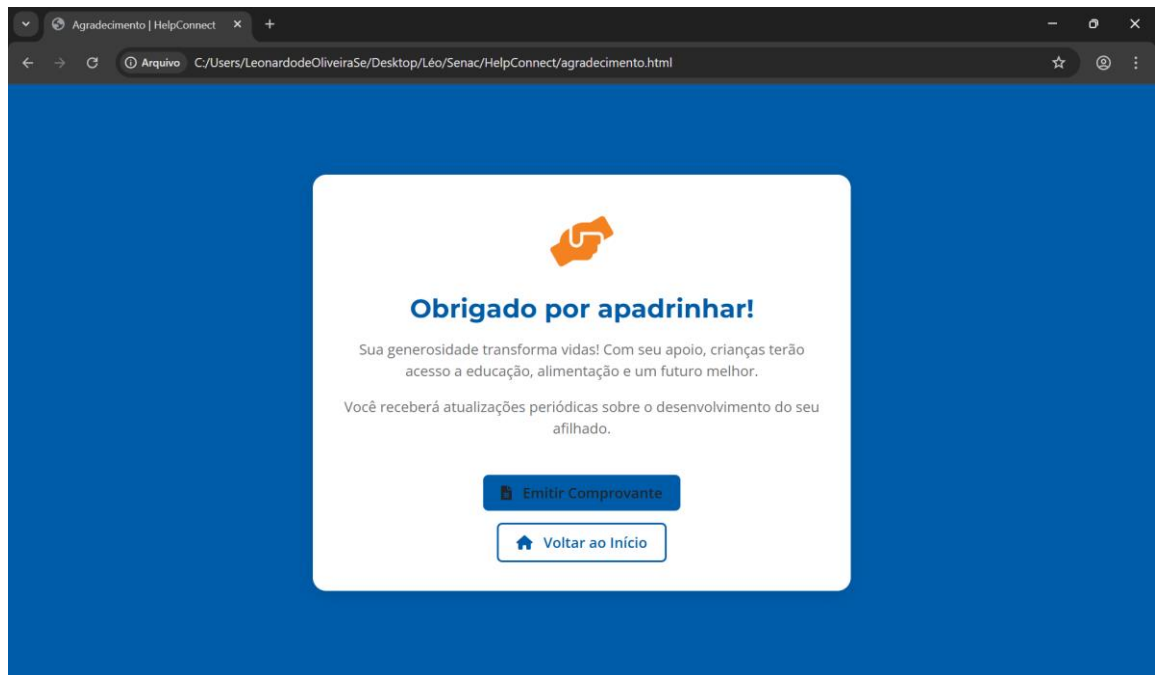 Agradecimento | HelpConnect
Arquivo C:/Users/LeonardodeOliveiraSe/Desktop/Léo/Senac/HelpConnect/agradecimento.html
Obrigado por apadrinhar!
Sua generosidade transforma vidas! Com seu apoio, crianças terão
acesso a educação, alimentação e um futuro melhor.
Você receberá atualizações periódicas sobre o desenvolvimento do seu
afilhado.
Emitir Comprovante
Voltar ao Início